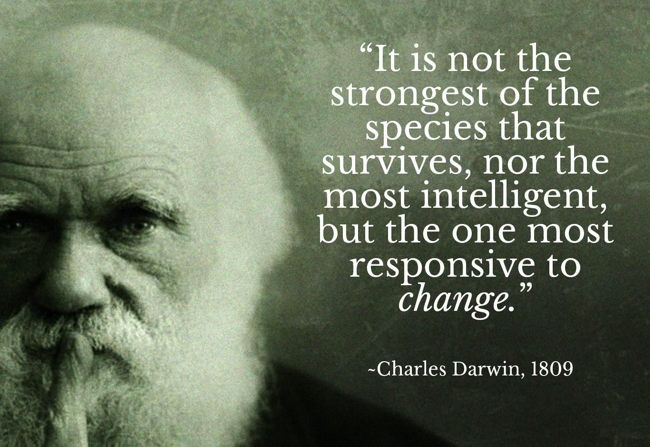 “It is not the
strongest of the
species that
survives, nor the
most intelligent,
but the one most
responsive to
change.”
~Charles Darwin, 1809